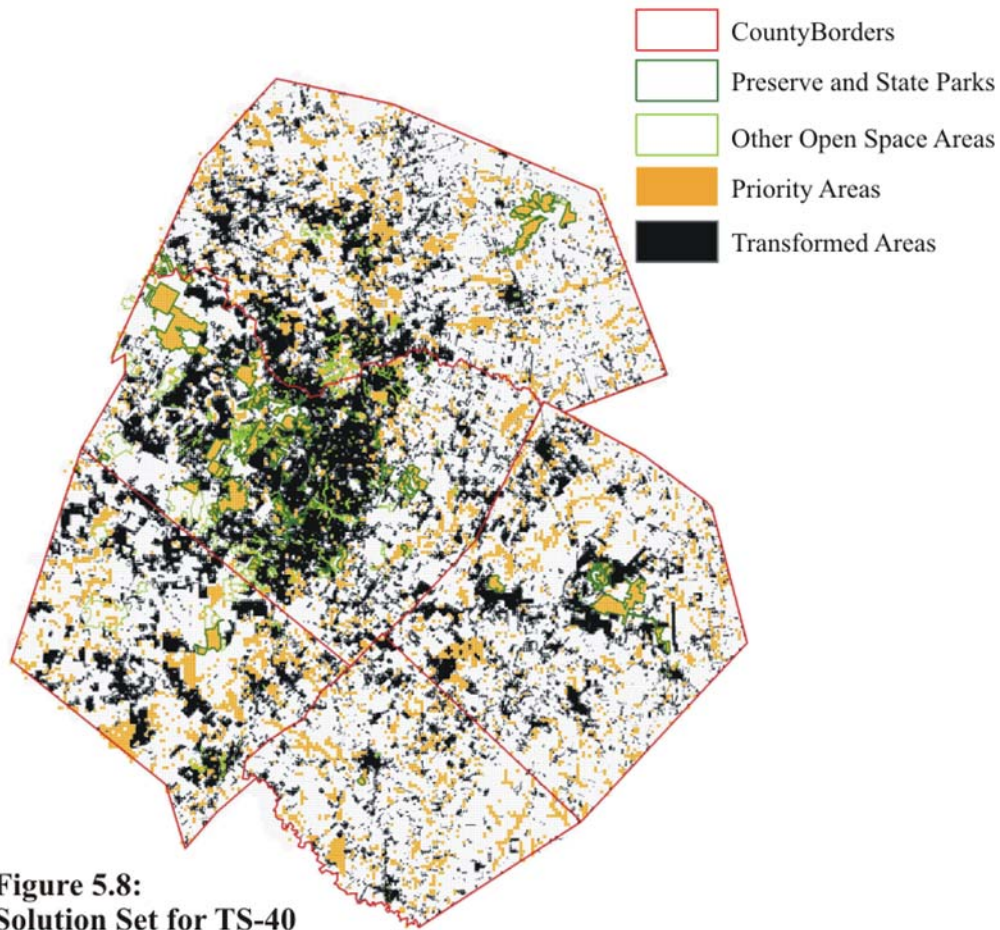 CountyBorders
Preserve and State Parks
Other Open Space Areas
Priority Areas
Transformed Areas
Figure 5.8:
Solution Set for TS-40